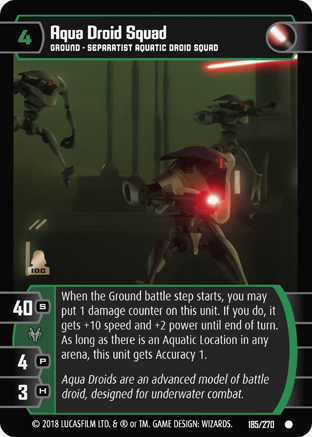 4
Aqua Droid Squad
GROUND - SEPARATIST AQUATIC DROID SQUAD
IDC
40 S
4 P
3 H
When the Ground battle step starts, you may
put 1 damage counter on this unit. If you do, it
gets +10 speed and +2 power until end of turn.
As long as there is an Aquatic Location in any
arena, this unit gets Accuracy 1.
Aqua Droids are an advanced model of battle
droid, designed for underwater combat.
© 2018 LUCASFILM LTD. & ® or TM. GAME DESIGN: WIZARDS.
185/270